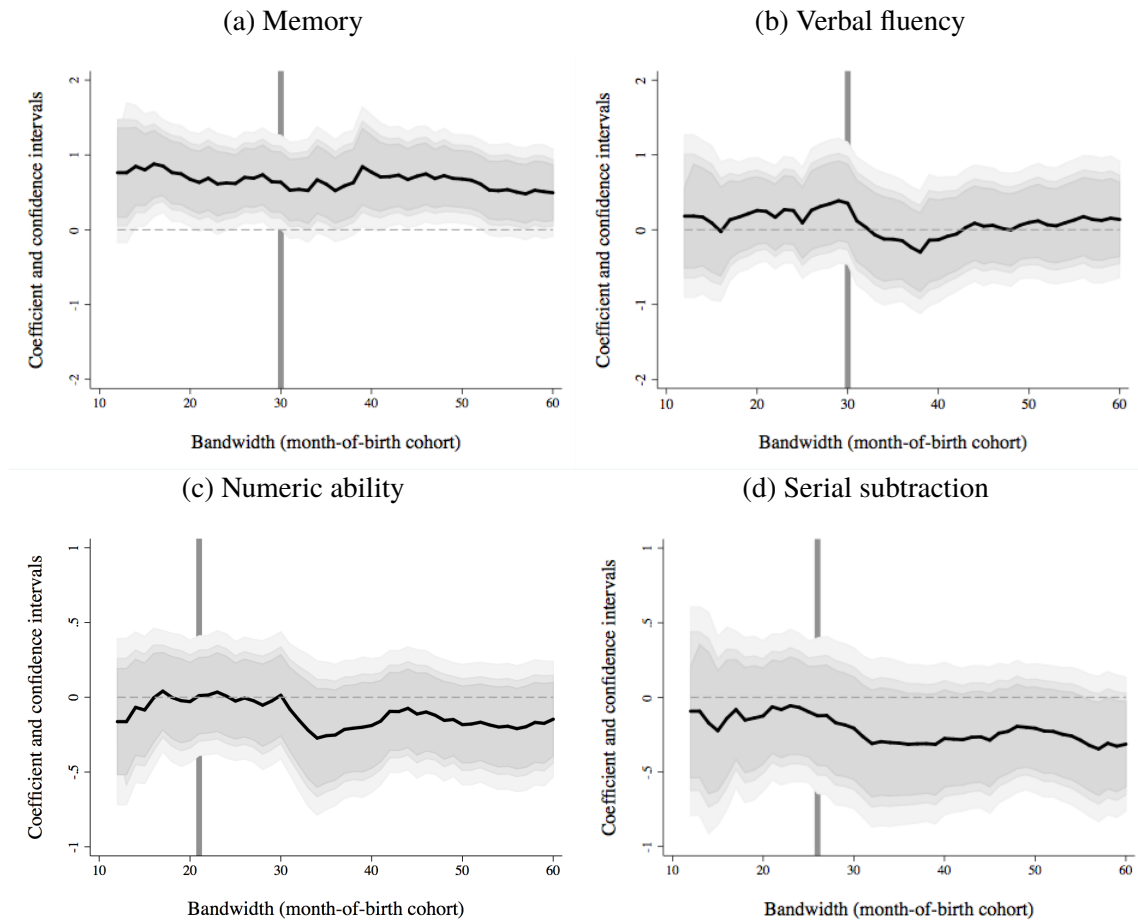 (a) Memory
Coefficient and confidence intervals
2
1
0
-1
-2
10 20 30 40 50 60
Bandwidth (month-of-birth cohort)
(b) Verbal fluency
Coefficient and confidence intervals
2
1
0
-1
-2
10 20 30 40 50 60
Bandwidth (month-of-birth cohort)
(c) Numeric ability
Coefficient and confidence intervals
1
.5
0
-.5
-1
10 20 30 40 50 60
Bandwidth (month-of-birth cohort)
(d) Serial subtraction
Coefficient and confidence intervals
1
.5
0
-.5
-1
10 20 30 40 50 60
Bandwidth (month-of-birth cohort)